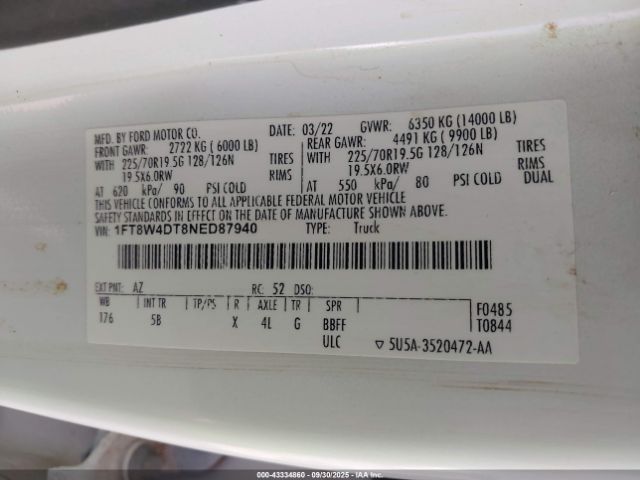 MFD. BY FORD MOTOR CO. DATE: 03/22 GVWR: 6350 KG (14000 LB)
FRONT GAWR: 2722 KG ( 6000 LB) REAR GAWR: 4491 KG ( 9900 LB)
WITH 225/70R19.5G 128/126N TIRES WITH 225/70R19.5G 128/126N TIRES
19.5X6.0RW RIMS 19.5X6.0RW RIMS
AT 620 kPa/ 90 PSI COLD AT 550 kPa/ 80 PSI COLD DUAL
THIS VEHICLE CONFORMS TO ALL APPLICABLE FEDERAL MOTOR VEHICLE
SAFETY STANDARDS IN EFFECT ON THE DATE OF MANUFACTURE SHOWN ABOVE.
VIN: 1FT8W4DT8NED87940 TYPE: Truck
EXT PNT: AZ RC: 52 DSO:
WB INT TR TP/PS R AXLE TR SPR F0485
176 5B X 4L G BBFF T0844
ULC 5U5A-3520472-AA
000-43334860 - 09/30/2025 - IAA Inc.